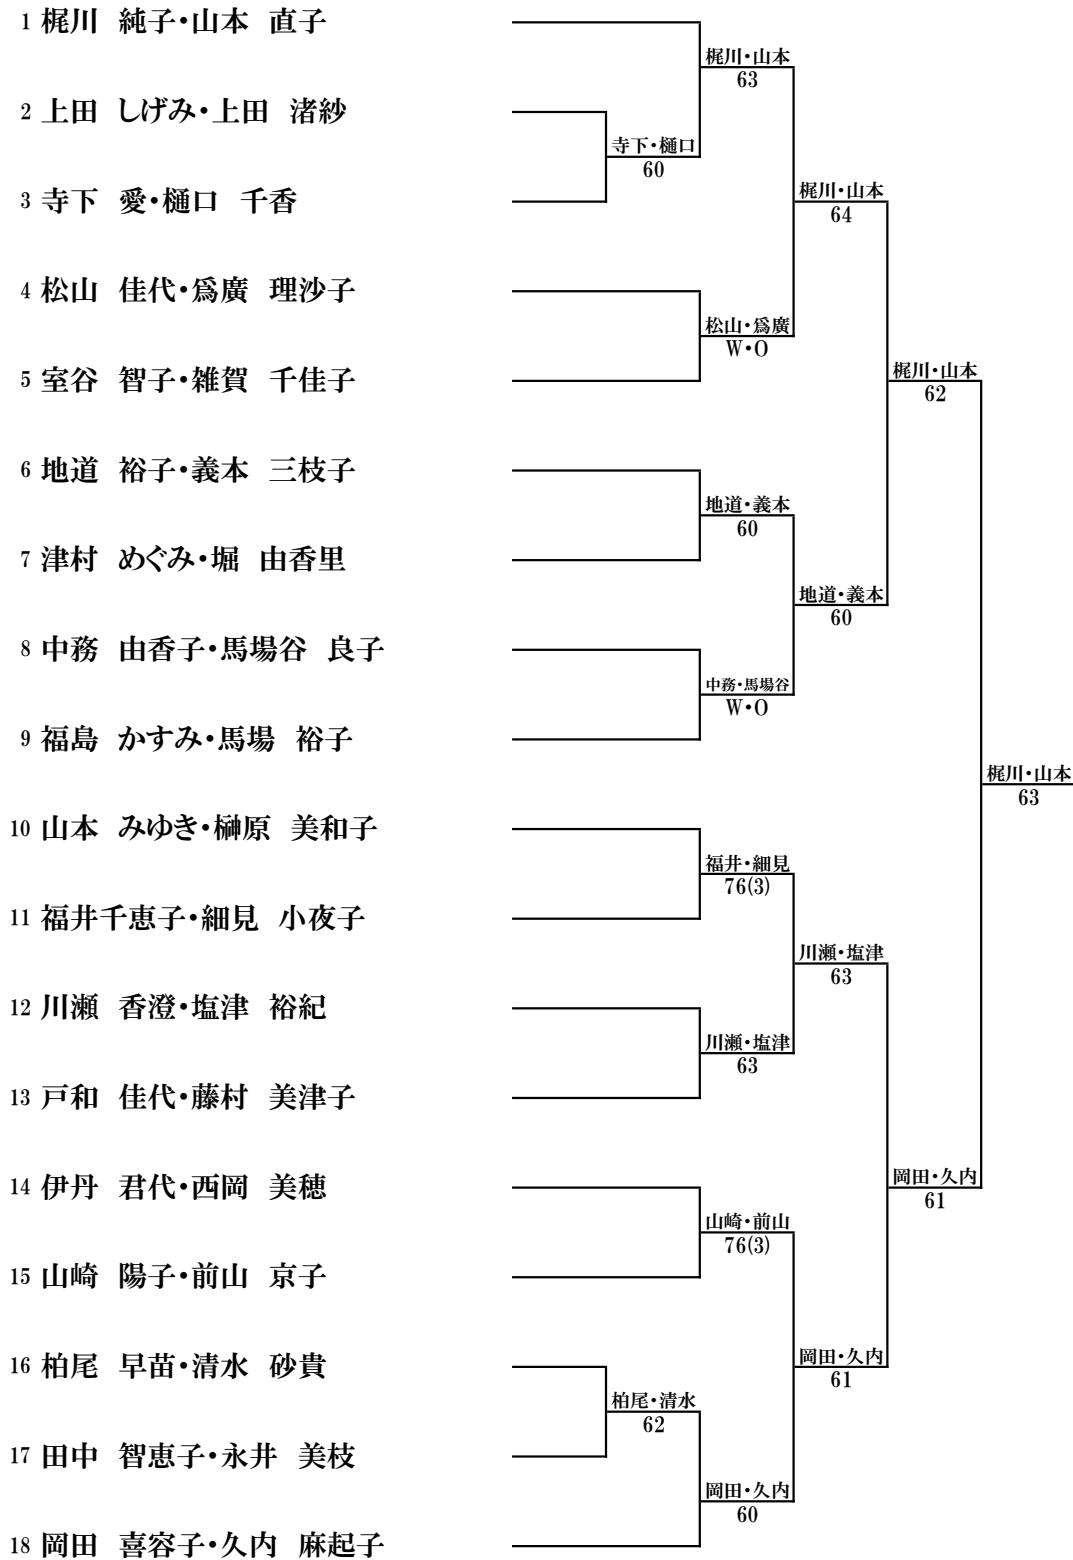 1 梶川 純子・山本 直子
梶川・山本
63
2 上田 しげみ・上田 渚紗
寺下・樋口
60
3 寺下 愛・樋口 千香
梶川・山本
64
4 松山 佳代・爲廣 理沙子
松山・爲廣
W・O
5 室谷 智子・雑賀 千佳子
梶川・山本
62
6 地道 裕子・義本 三枝子
地道・義本
60
7 津村 めぐみ・堀 由香里
地道・義本
60
8 中務 由香子・馬場谷 良子
中務・馬場谷
W・O
9 福島 かすみ・馬場 裕子
梶川・山本
63
10 山本 みゆき・榊原 美和子
福井・細見
76(3)
11 福井千恵子・細見 小夜子
川瀬・塩津
63
12 川瀬 香澄・塩津 裕紀
川瀬・塩津
63
13 戸和 佳代・藤村 美津子
岡田・久内
61
14 伊丹 君代・西岡 美穂
山崎・前山
76(3)
15 山崎 陽子・前山 京子
岡田・久内
61
16 柏尾 早苗・清水 砂貴
柏尾・清水
62
17 田中 智恵子・永井 美枝
岡田・久内
60
18 岡田 喜容子・久内 麻起子